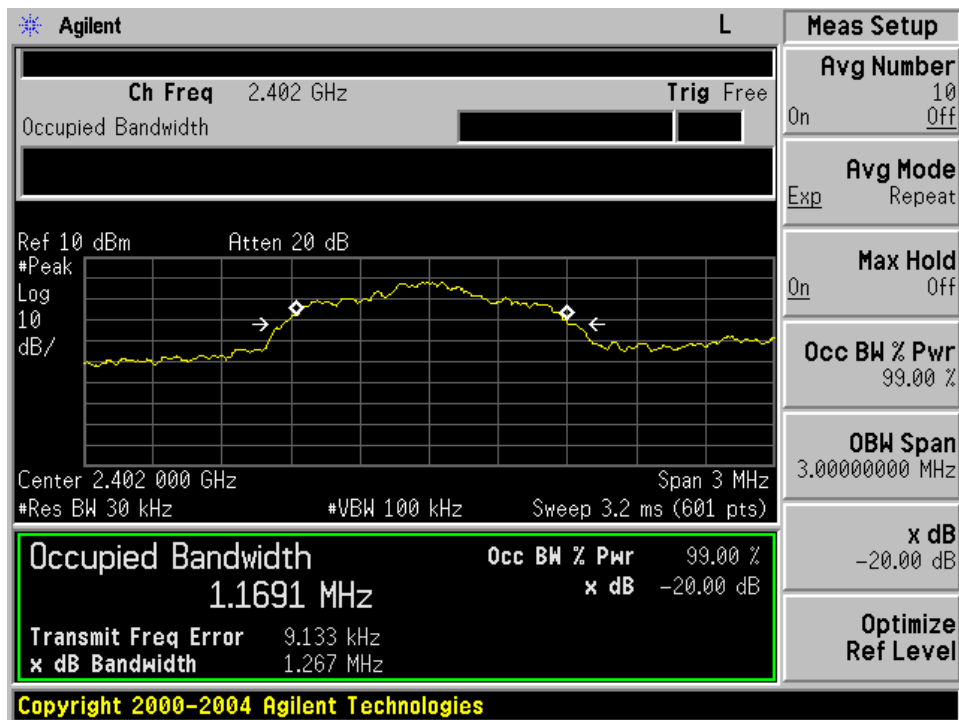 Agilent L
Ch Freq 2.402 GHz Trig Free
Occupied Bandwidth
Ref 10 dBm Atten 20 dB
#Peak
Log
10
dB/
Center 2.402 000 GHz Span 3 MHz
#Res BW 30 kHz #VBW 100 kHz Sweep 3.2 ms (601 pts)
Occupied Bandwidth Occ BW % Pwr 99.00 %
1.1691 MHz x dB -20.00 dB
Transmit Freq Error 9.133 kHz
x dB Bandwidth 1.267 MHz
Copyright 2000-2004 Agilent Technologies
Meas Setup
Avg Number
10
On Off
Avg Mode
Exp Repeat
Max Hold
On Off
Occ BW % Pwr
99.00 %
OBW Span
3.00000000 MHz
x dB
-20.00 dB
Optimize
Ref Level